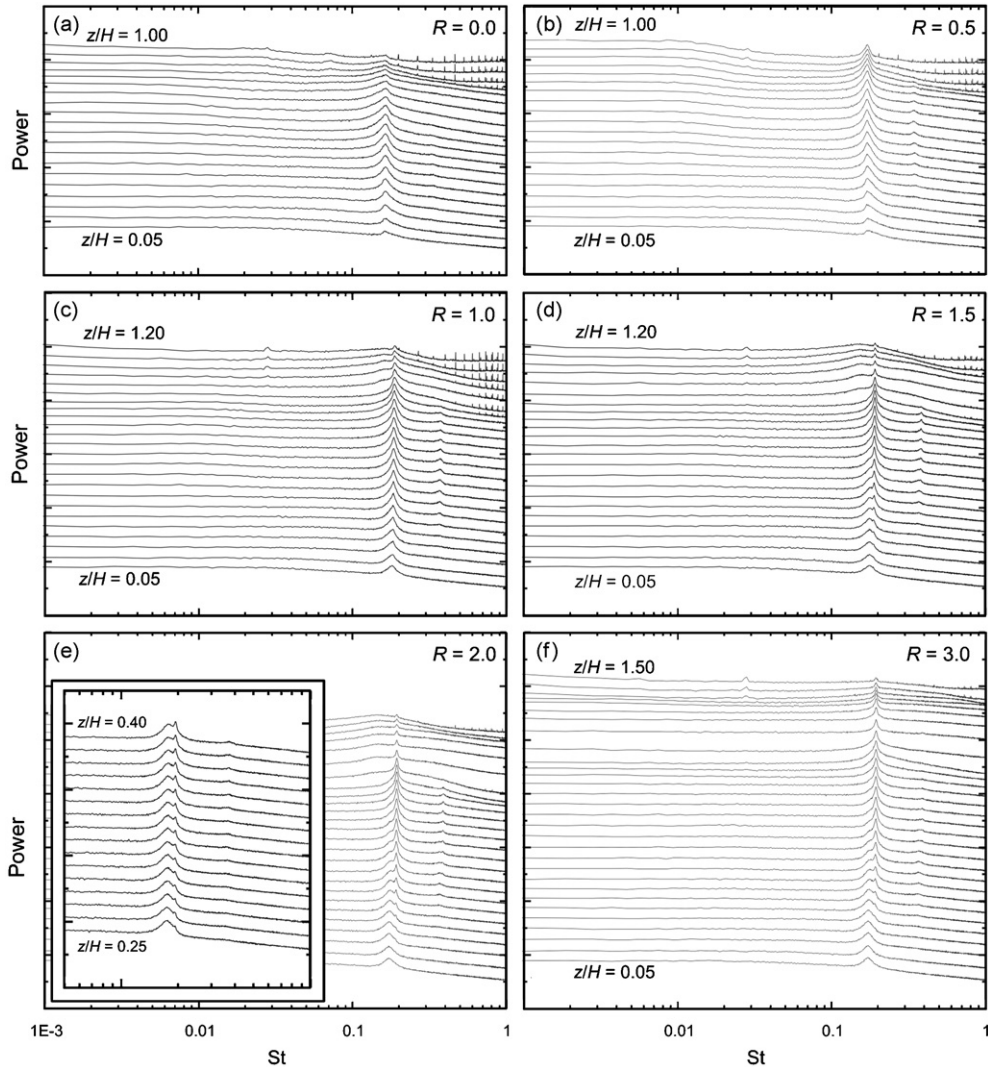 (a)
R = 0.0
z/H = 1.00
z/H = 0.05
Power
(b)
R = 0.5
z/H = 1.00
z/H = 0.05
(c)
R = 1.0
z/H = 1.20
z/H = 0.05
Power
(d)
R = 1.5
z/H = 1.20
z/H = 0.05
(e)
R = 2.0
z/H = 0.40
z/H = 0.25
Power
1E-3
0.01
0.1
1
St
(f)
R = 3.0
z/H = 1.50
z/H = 0.05
0.01
0.1
1
St